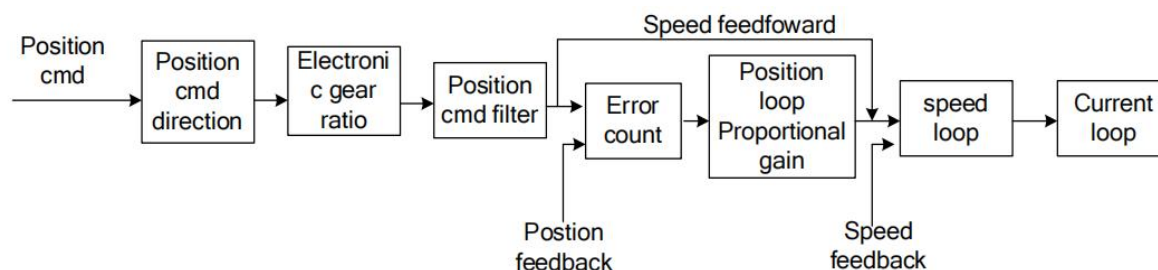 Position
cmd
Position
cmd
direction
Electroni
c gear
ratio
Position
cmd filter
Speed feedfoward
Error
count
Position
loop
Proportional
gain
speed
loop
Current
loop
Postion
feedback
Speed
feedback